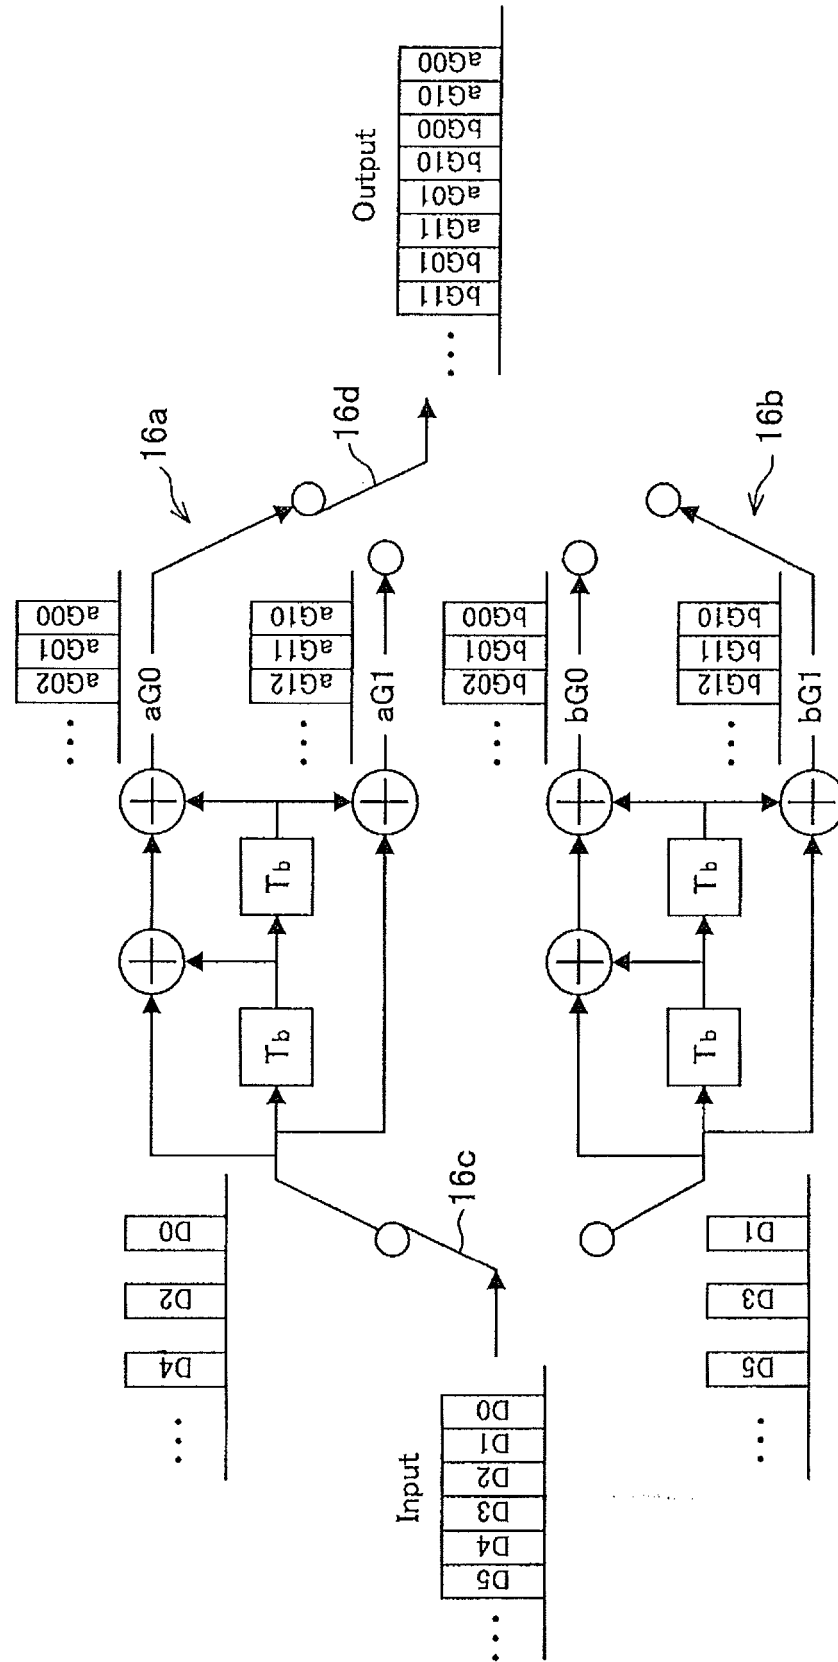 Input
D5
D4
D3
D2
D1
D0
...
D4
D2
D0
...
D5
D3
D1
...
16c
Tb
Tb
Tb
Tb
aG0
aG1
bG0
bG1
aG02
aG01
aG00
...
aG12
aG11
aG10
...
bG02
bG01
bG00
...
bG12
bG11
bG10
...
16a
16d
16b
Output
bG11
bG01
aG11
aG01
bG10
bG00
aG10
aG00
...